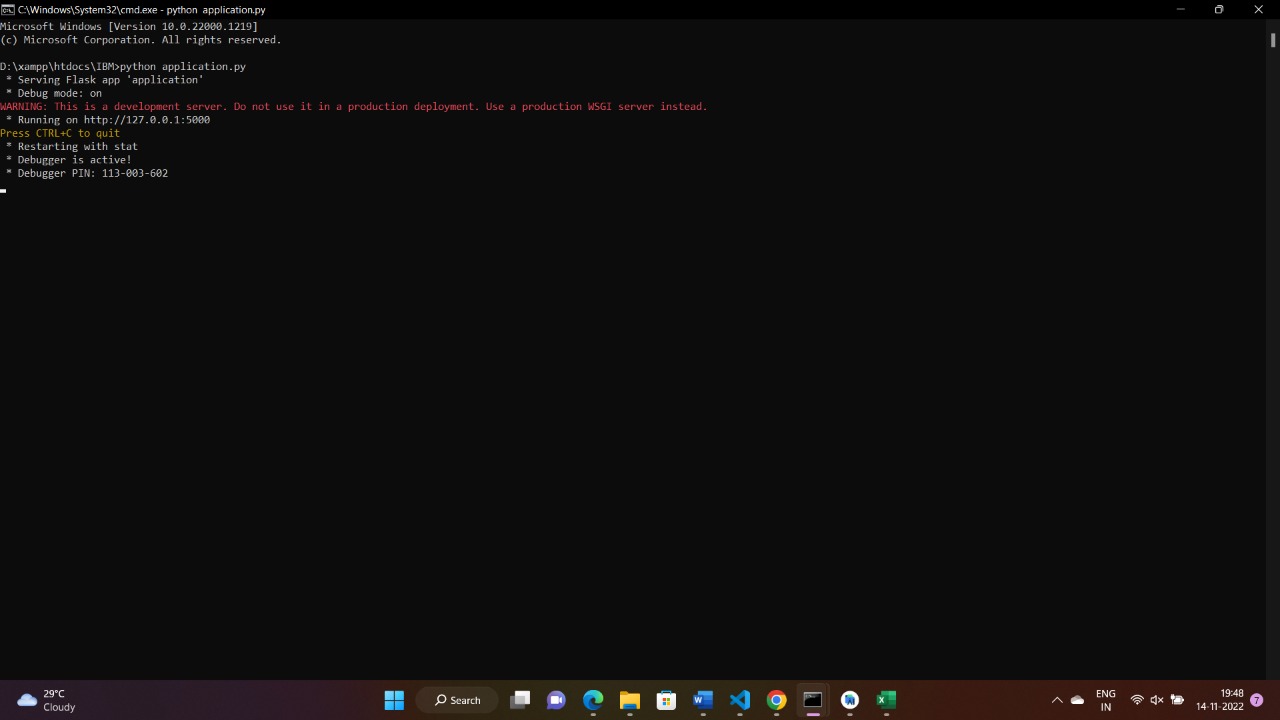 C:\Windows\System32\cmd.exe - python  application.py
Microsoft Windows [Version 10.0.22000.1219]
(c) Microsoft Corporation. All rights reserved.
D:\xampp\htdocs\IBM>python application.py
 * Serving Flask app 'application'
 * Debug mode: on
WARNING: This is a development server. Do not use it in a production deployment. Use a production WSGI server instead.
 * Running on http://127.0.0.1:5000
Press CTRL+C to quit
 * Restarting with stat
 * Debugger is active!
 * Debugger PIN: 113-003-602
29°C
Cloudy
Search
ENG
IN
19:48
14-11-2022
7